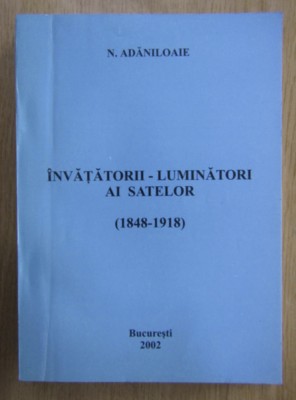 N. ADĂNILOAIE
ÎNVĂȚĂTORII - LUMINĂTORI
AI SATELOR
(1848-1918)
București
2002